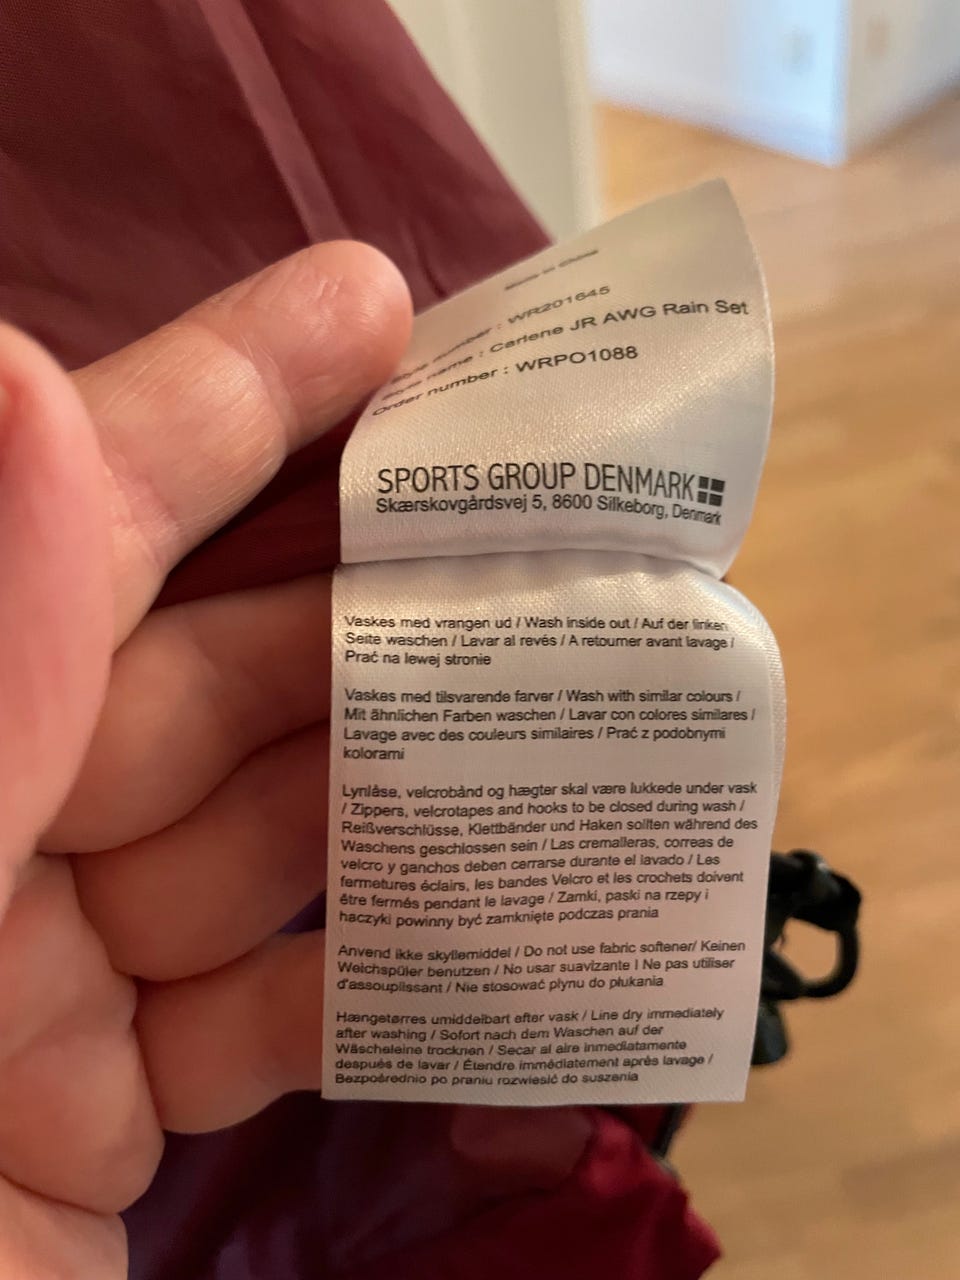 Made in China
Style number : WR201645
Style name : Carlene JR AWG Rain Set
Order number : WRPO1088
SPORTS GROUP DENMARK
Skærskovgårdsvej 5, 8600 Silkeborg, Denmark
Vaskes med vrangen ud / Wash inside out / Auf der linken
Seite waschen / Lavar al revés / A retourner avant lavage /
Prać na lewej stronie
Vaskes med tilsvarende farver / Wash with similar colours /
Mit ähnlichen Farben waschen / Lavar con colores similares /
Lavage avec des couleurs similaires / Prać z podobnymi
kolorami
Lynlåse, velcrobånd og hægter skal være lukkede under vask
/ Zippers, velcrotapes and hooks to be closed during wash /
Reißverschlüsse, Klettbänder und Haken sollten während des
Waschens geschlossen sein / Las cremalleras, correas de
velcro y ganchos deben cerrarse durante el lavado / Les
fermetures éclairs, les bandes Velcro et les crochets doivent
être fermés pendant le lavage / Zamki, paski na rzepy i
haczyki powinny być zamknięte podczas prania
Anvend ikke skyllemiddel / Do not use fabric softener/ Keinen
Weichspüler benutzen / No usar suavizante | Ne pas utiliser
d'assouplissant / Nie stosować płynu do płukania
Hængetørres umiddelbart efter vask / Line dry immediately
after washing / Sofort nach dem Waschen auf der
Wäscheleine trocknen / Secar al aire inmediatamente
después de lavar / Étendre immédiatement après lavage /
Bezpośrednio po praniu rozwiesić do suszenia